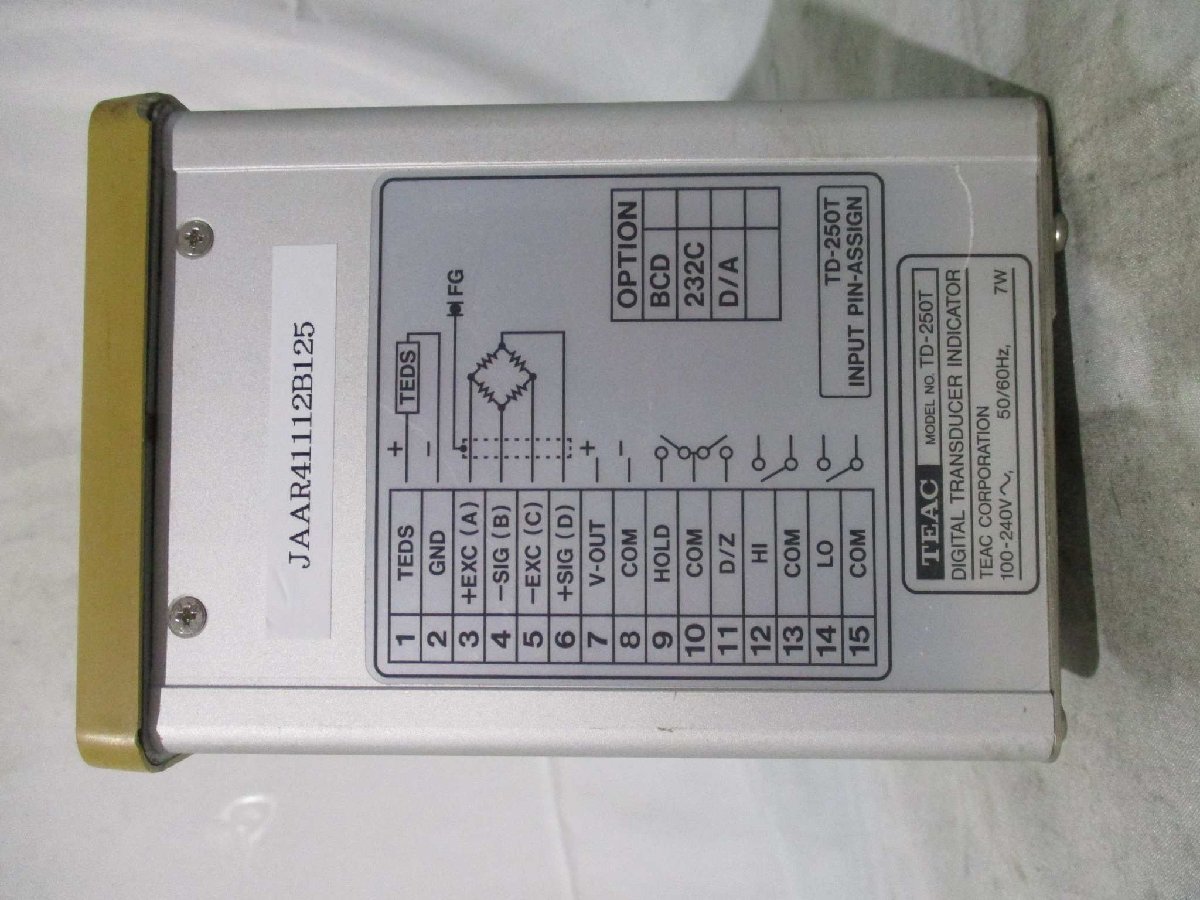 JAAR41112B125
1 TEDS +
2 GND −
3 +EXC (A)
4 −SIG (B)
5 −EXC (C)
6 +SIG (D)
7 V-OUT +
8 COM −
9 HOLD
10 COM
11 D/Z
12 HI
13 COM
14 LO
15 COM
TEDS
FG
OPTION
BCD
232C
D/A
TD-250T
INPUT PIN-ASSIGN
TEAC MODEL NO. TD-250T
DIGITAL TRANSDUCER INDICATOR
TEAC CORPORATION
100-240V∿, 50/60Hz, 7W